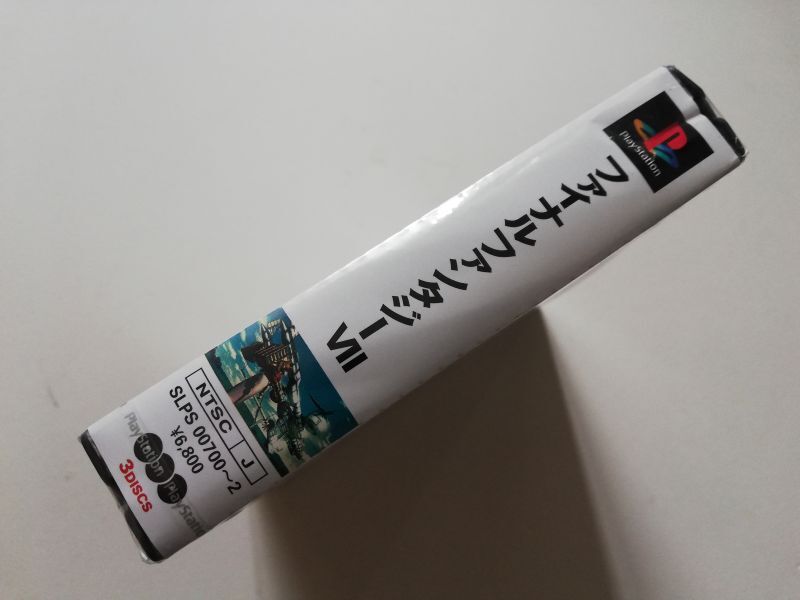 PlayStation
ファイナルファンタジーVII
NTSC J
SLPS 00700～2
¥6,800
PlayStation PlayStation
3DISCS